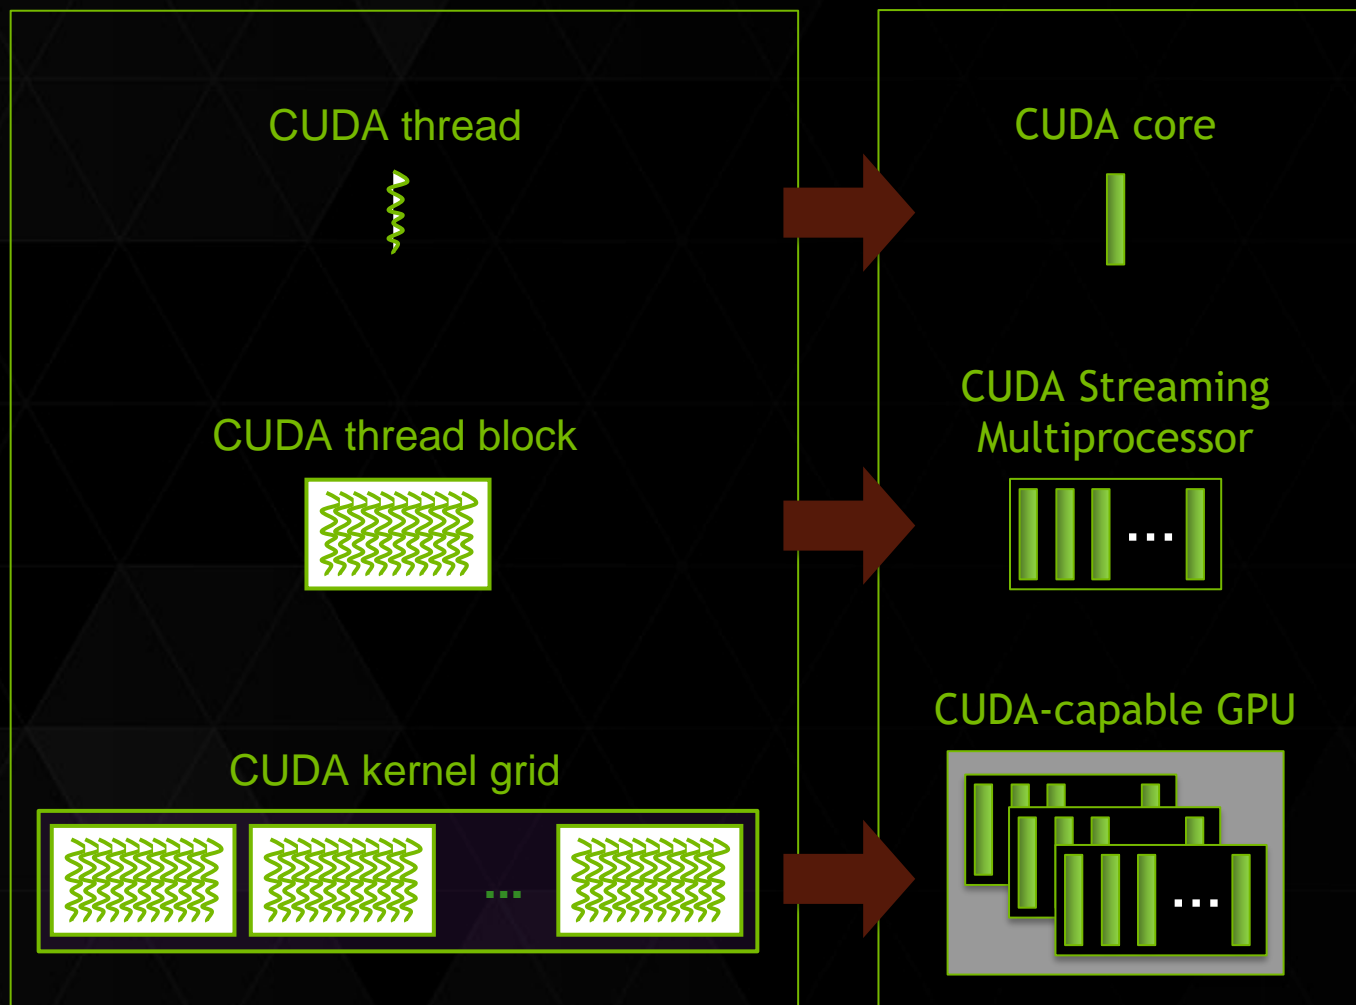 CUDA thread
CUDA core
CUDA thread block
CUDA Streaming
Multiprocessor
CUDA kernel grid
...
CUDA-capable GPU
...